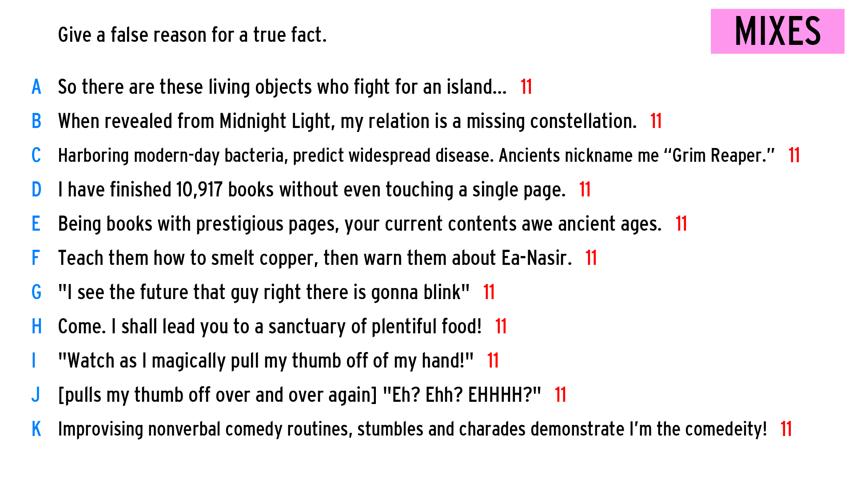 Give a false reason for a true fact.
MIXES
A So there are these living objects who fight for an island... 11
B When revealed from Midnight Light, my relation is a missing constellation. 11
C Harboring modern-day bacteria, predict widespread disease. Ancients nickname me “Grim Reaper.” 11
D I have finished 10,917 books without even touching a single page. 11
E Being books with prestigious pages, your current contents awe ancient ages. 11
F Teach them how to smelt copper, then warn them about Ea-Nasir. 11
G "I see the future that guy right there is gonna blink" 11
H Come. I shall lead you to a sanctuary of plentiful food! 11
I "Watch as I magically pull my thumb off of my hand!" 11
J [pulls my thumb off over and over again] "Eh? Ehh? EHHHH?" 11
K Improvising nonverbal comedy routines, stumbles and charades demonstrate I’m the comedeity! 11